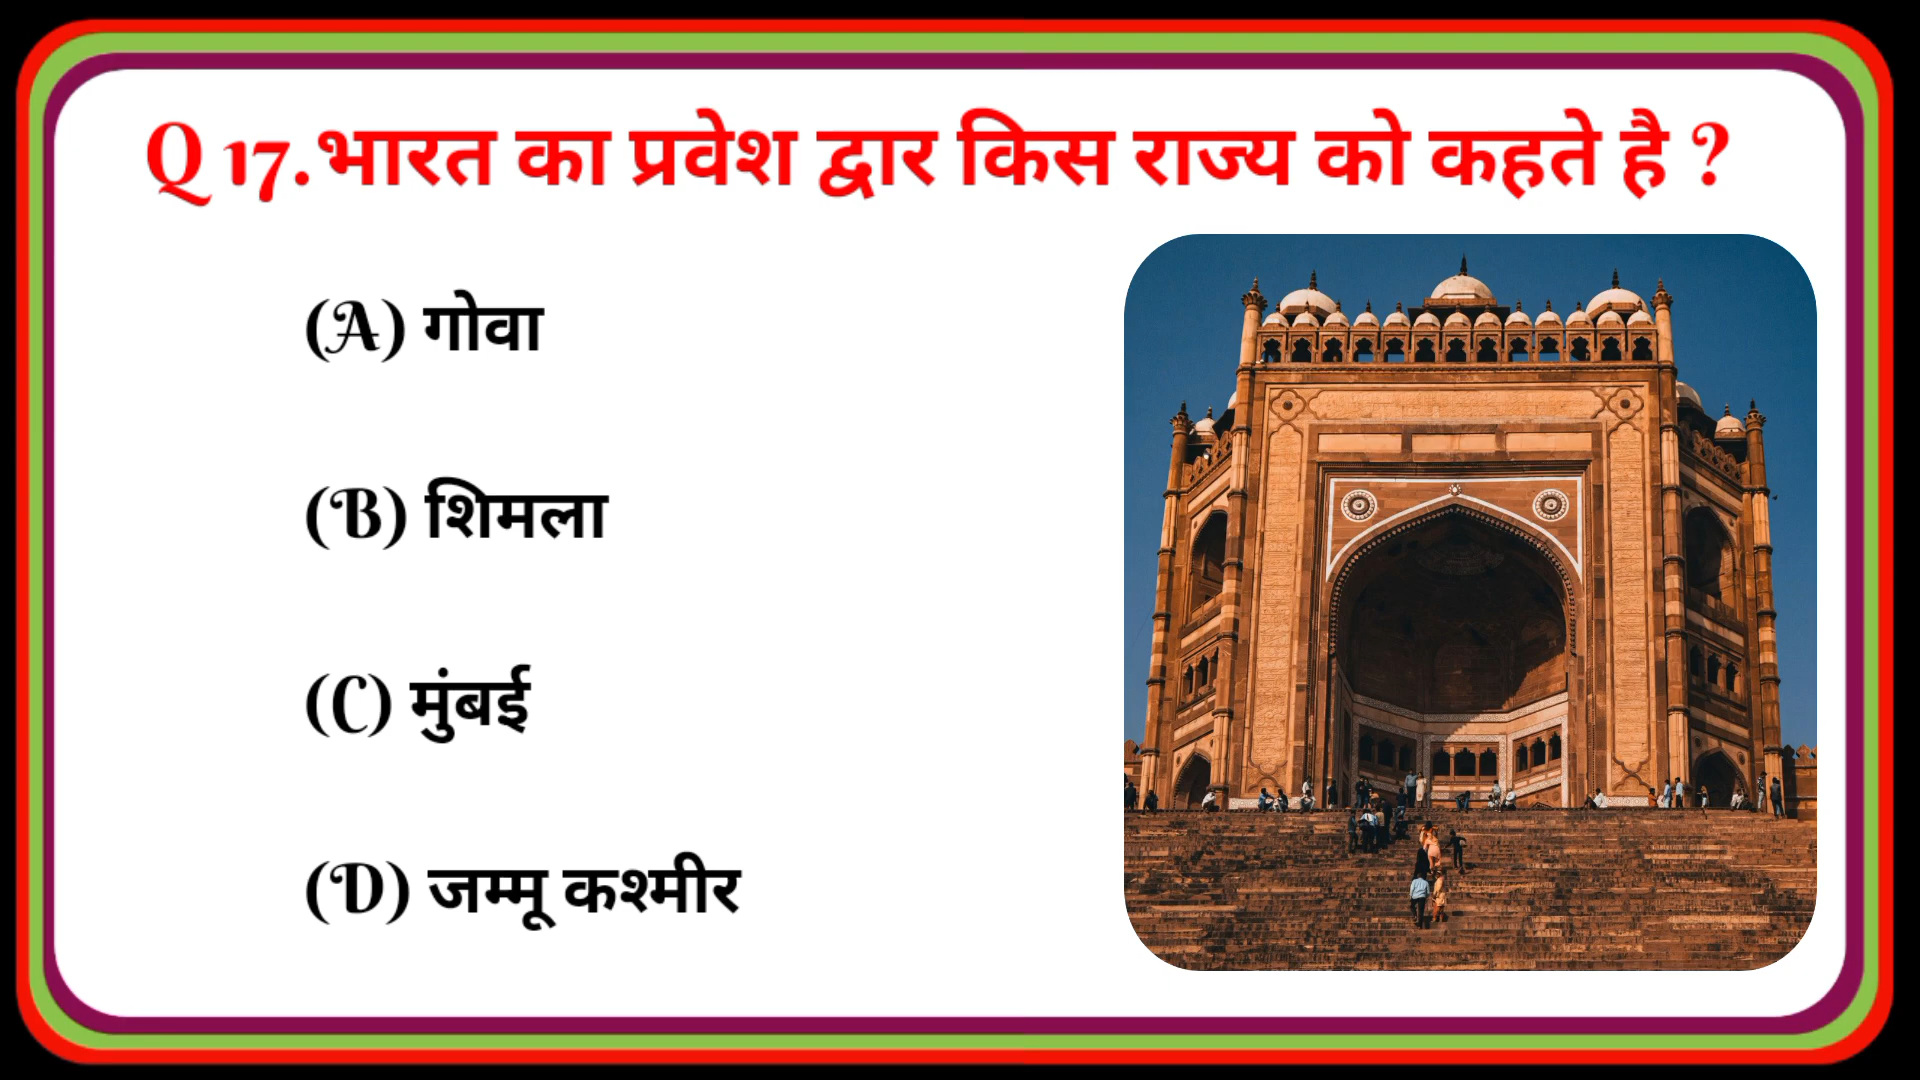 Q 17.भारत का प्रवेश द्वार किस राज्य को कहते है ?
(A) गोवा
(B) शिमला
(C) मुंबई
(D) जम्मू कश्मीर